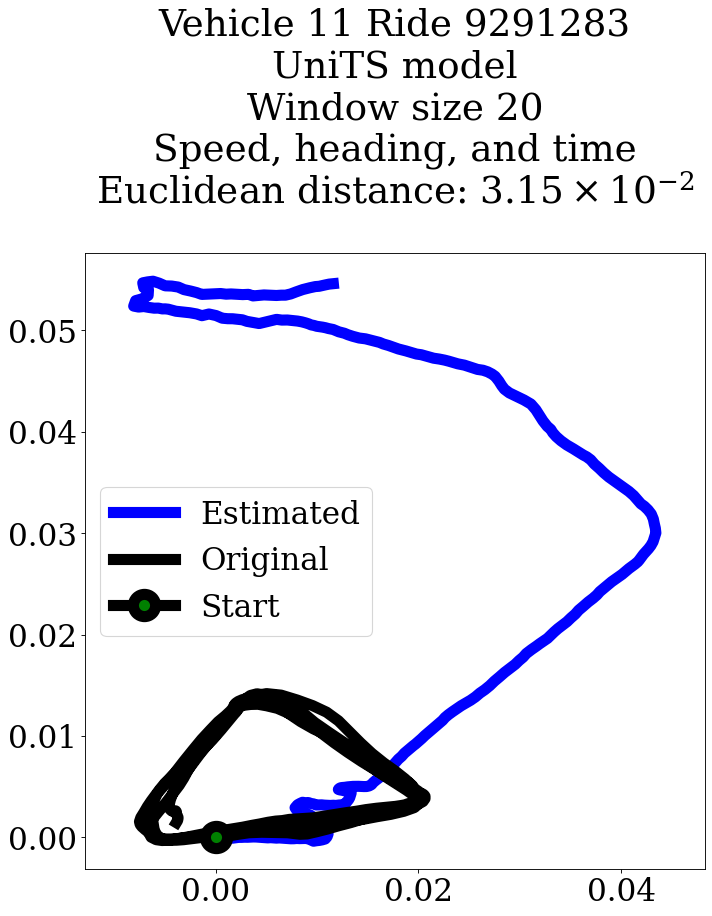 Vehicle 11 Ride 9291283
UniTS model
Window size 20
Speed, heading, and time
Euclidean distance: 3.15 × 10⁻²
0.05
0.04
0.03
Estimated
Original
Start
0.02
0.01
0.00
0.00 0.02 0.04